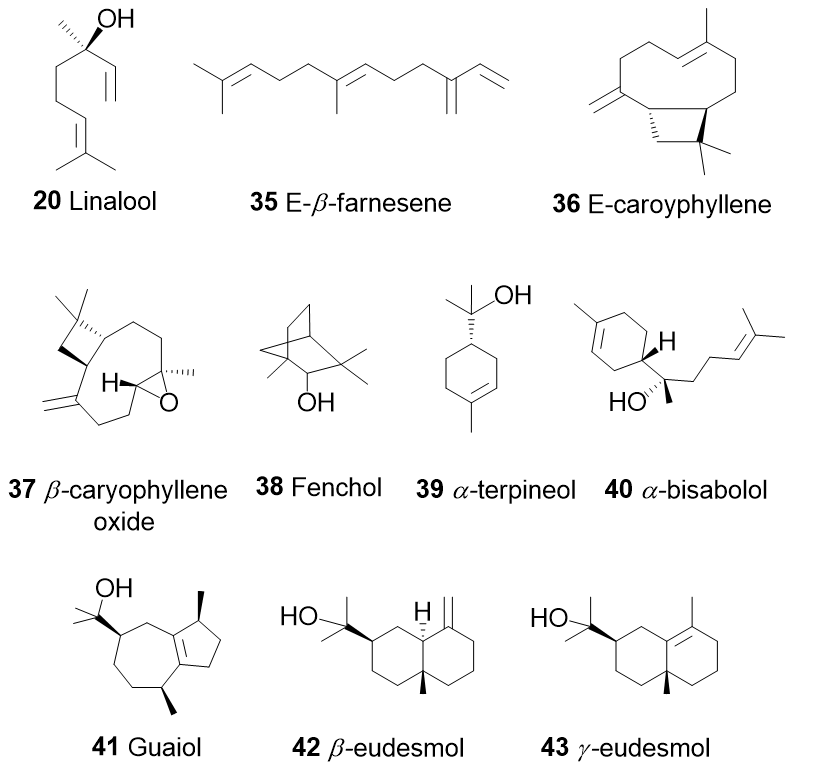 OH
20 Linalool
35 E-β-farnesene
36 E-caroyphyllene
H
O
OH
OH
H
HO
37 β-caryophyllene
oxide
38 Fenchol
39 α-terpineol
40 α-bisabolol
OH
HO
H
HO
41 Guaiol
42 β-eudesmol
43 γ-eudesmol